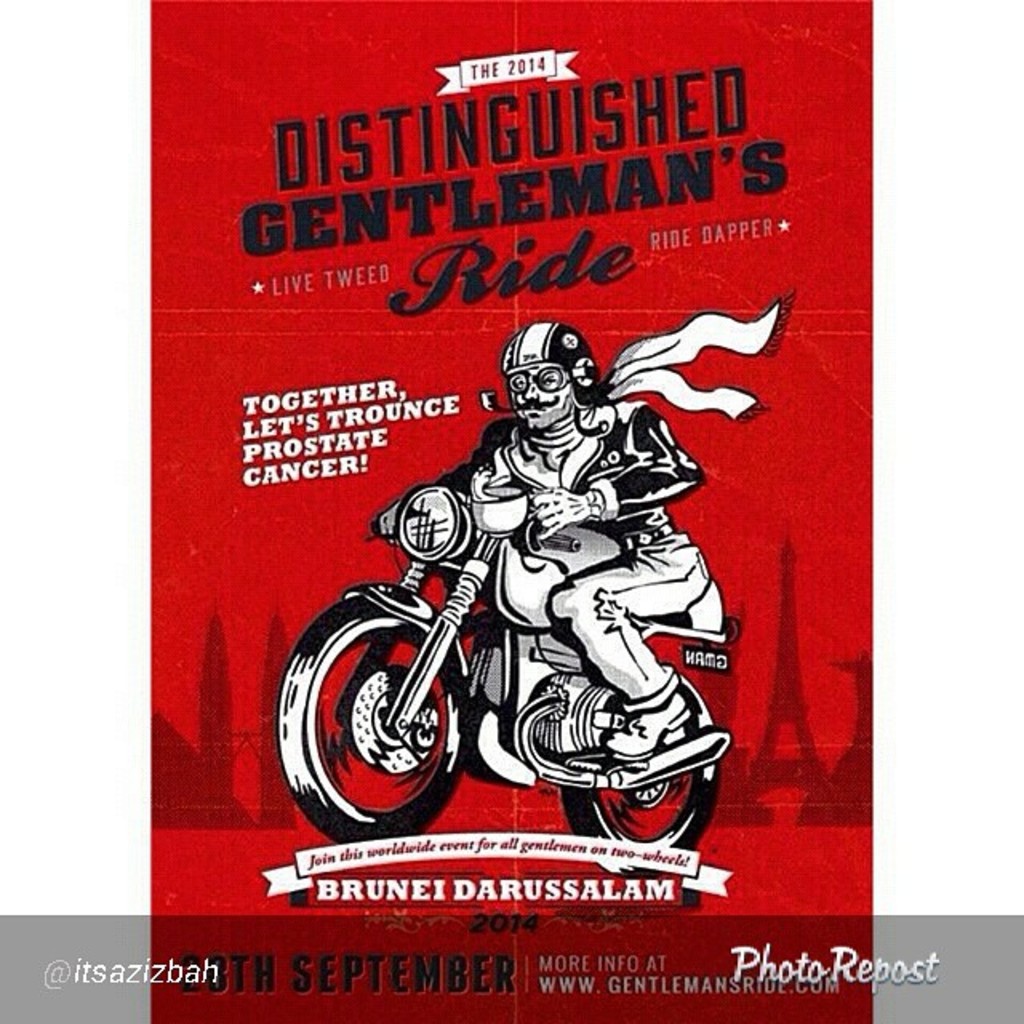 THE 2014
DISTINGUISHED
GENTLEMAN'S
★ LIVE TWEED Ride RIDE DAPPER ★
TOGETHER,
LET'S TROUNCE
PROSTATE
CANCER!
Join this worldwide event for all gentlemen on two-wheels!
BRUNEI DARUSSALAM
2014
SEPTEMBER
MORE INFO AT
WWW.GENTLEMANSRIDE.COM
@itsazizbah
PhotoRepost